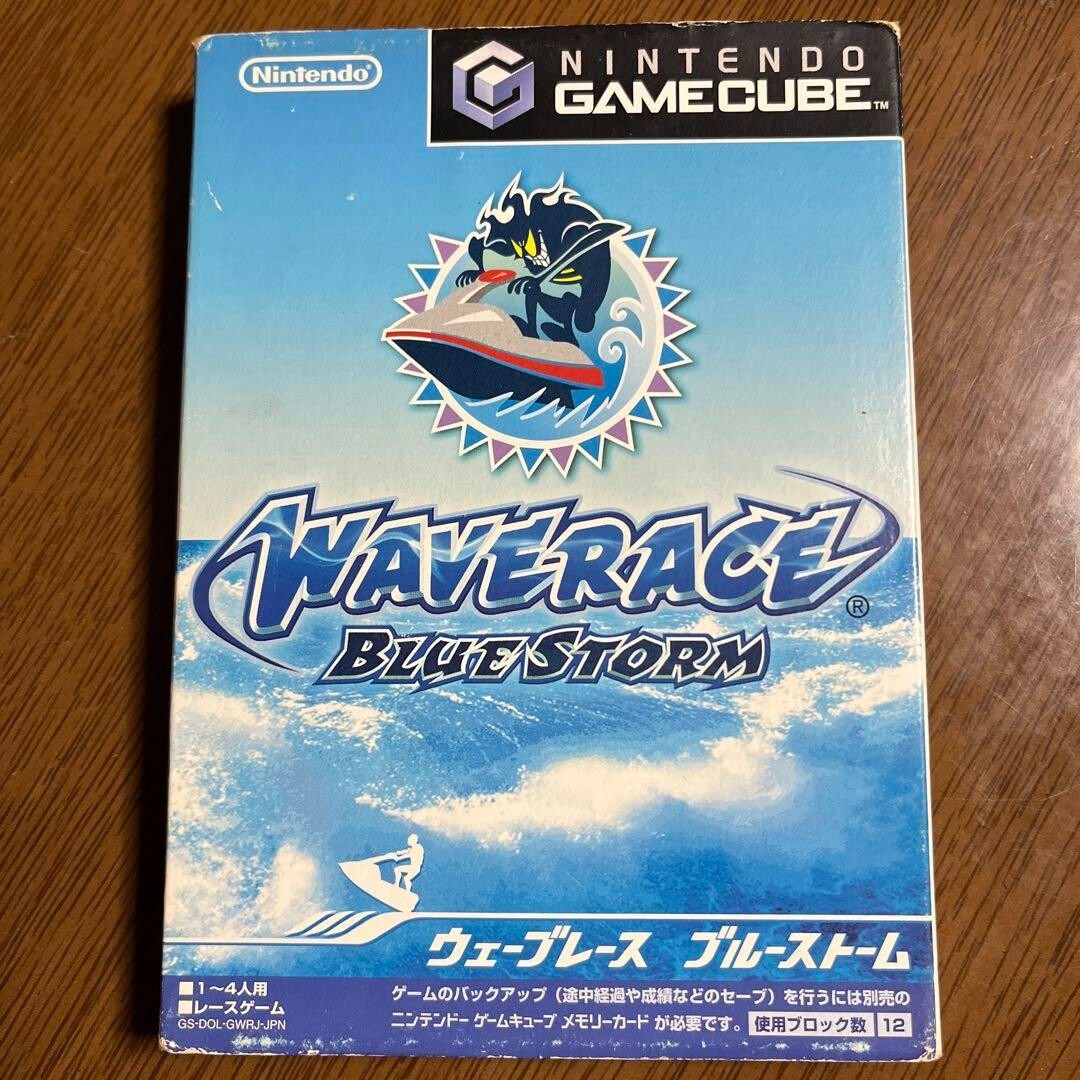 Nintendo
NINTENDO
GAMECUBE™
WAVERACE®
BLUE STORM
ウェーブレース ブルーストーム
■1～4人用
■レースゲーム
GS-DOL-GWRJ-JPN
ゲームのバックアップ（途中経過や成績などのセーブ）を行うには別売の
ニンテンドー ゲームキューブ メモリーカード が必要です。 使用ブロック数 12